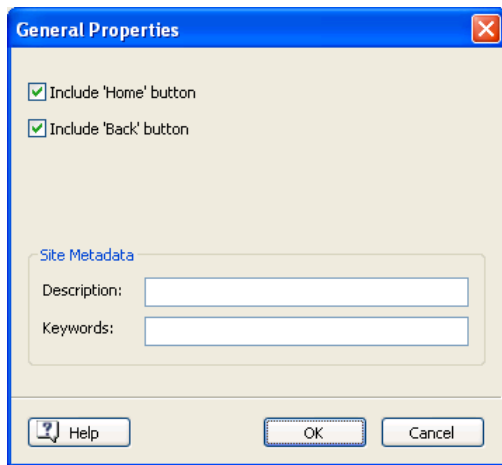 General Properties
Include 'Home' button
Include 'Back' button
Site Metadata
Description:
Keywords:
Help
OK
Cancel